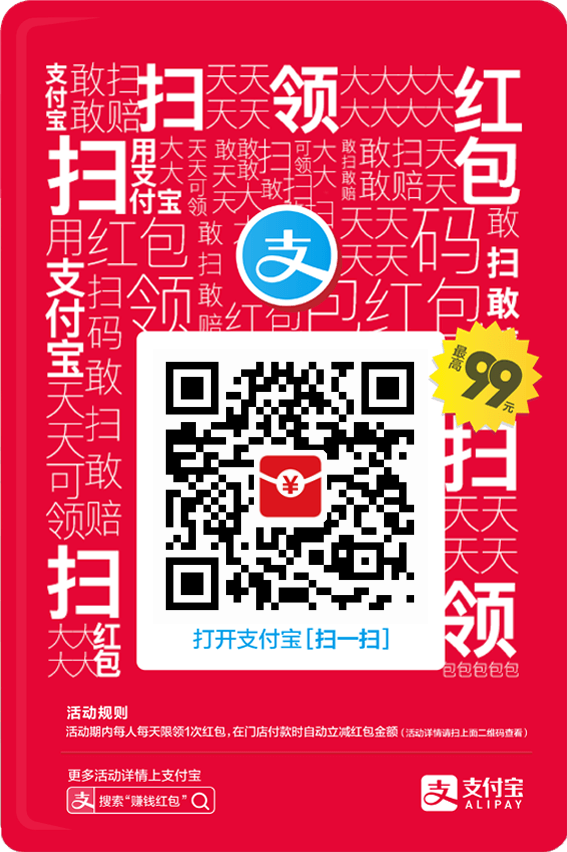 支付宝
敢扫
敢赔
扫
天天
天天
领
大大大大
大大大大
红包
扫
用支付宝
大大
天天可领
敢敢
扫
可领
大
敢扫敢赔
敢扫
敢赔
天
天
用
红包
敢扫敢赔
天天
天天
码
敢扫敢
支付宝
扫码
领
红包
红包
支
最高99元
敢扫敢赔
天天可领
扫
天天
天天
扫
领
大大
大大
红包
包包包包包
¥
打开支付宝[扫一扫]
活动规则
活动期内每人每天限领1次红包,在门店付款时自动立减红包金额(活动详情请扫上面二维码查看)
更多活动详情上支付宝
支 搜索“赚钱红包”
支 支付宝
ALIPAY